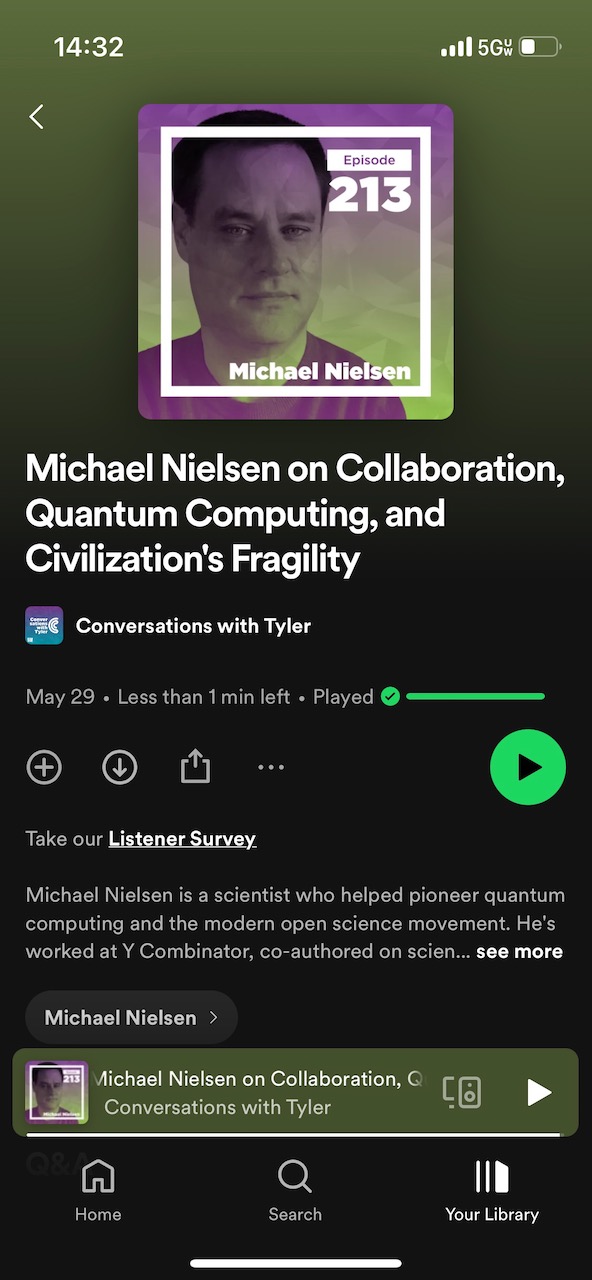 14:32
5GUW
Episode
213
Michael Nielsen
Michael Nielsen on Collaboration,
Quantum Computing, and
Civilization's Fragility
Conversations with Tyler
May 29 • Less than 1 min left • Played
Take our Listener Survey
Michael Nielsen is a scientist who helped pioneer quantum
computing and the modern open science movement. He's
worked at Y Combinator, co-authored on scien... see more
Michael Nielsen
213
Michael Nielsen on Collaboration, Q
Conversations with Tyler
Q&A
Home
Search
Your Library